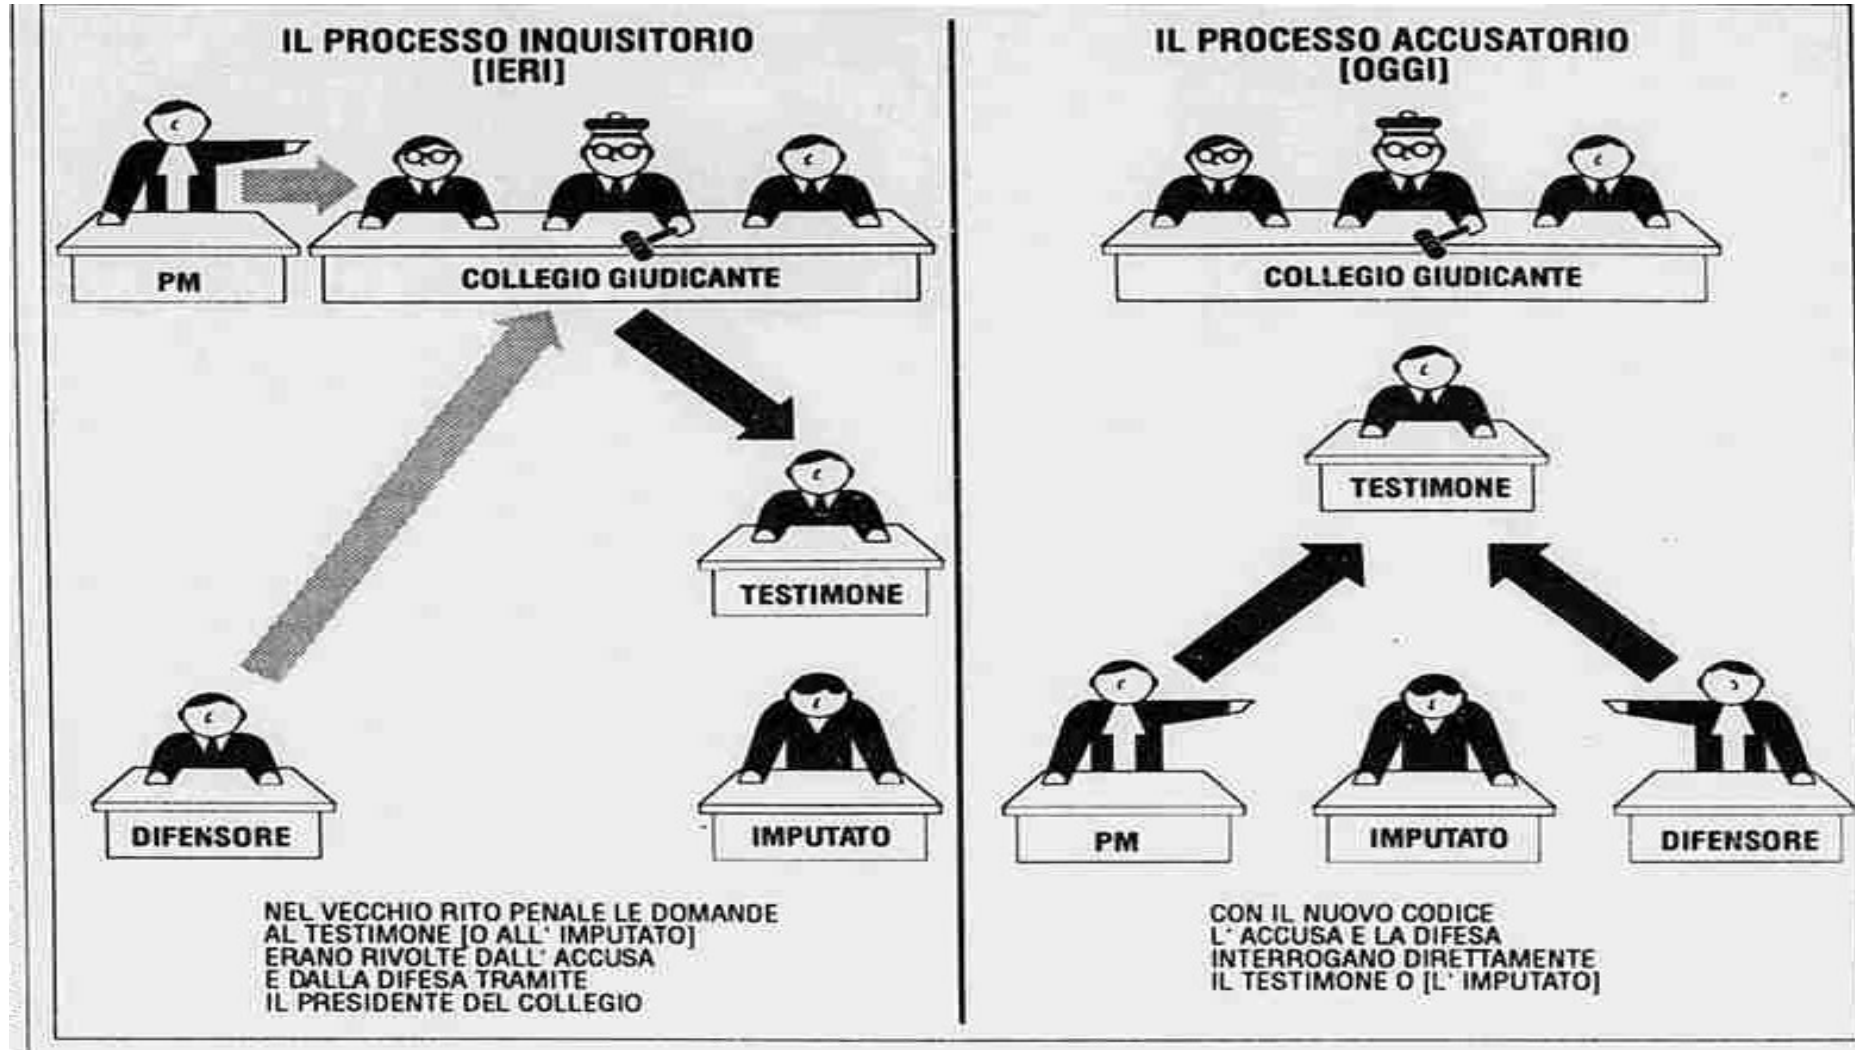 IL PROCESSO INQUISITORIO
[IERI]
PM
COLLEGIO GIUDICANTE
TESTIMONE
DIFENSORE
IMPUTATO
NEL VECCHIO RITO PENALE LE DOMANDE
AL TESTIMONE [O ALL' IMPUTATO]
ERANO RIVOLTE DALL' ACCUSA
E DALLA DIFESA TRAMITE
IL PRESIDENTE DEL COLLEGIO
IL PROCESSO ACCUSATORIO
[OGGI]
COLLEGIO GIUDICANTE
TESTIMONE
PM
IMPUTATO
DIFENSORE
CON IL NUOVO CODICE
L' ACCUSA E LA DIFESA
INTERROGANO DIRETTAMENTE
IL TESTIMONE O [L' IMPUTATO]